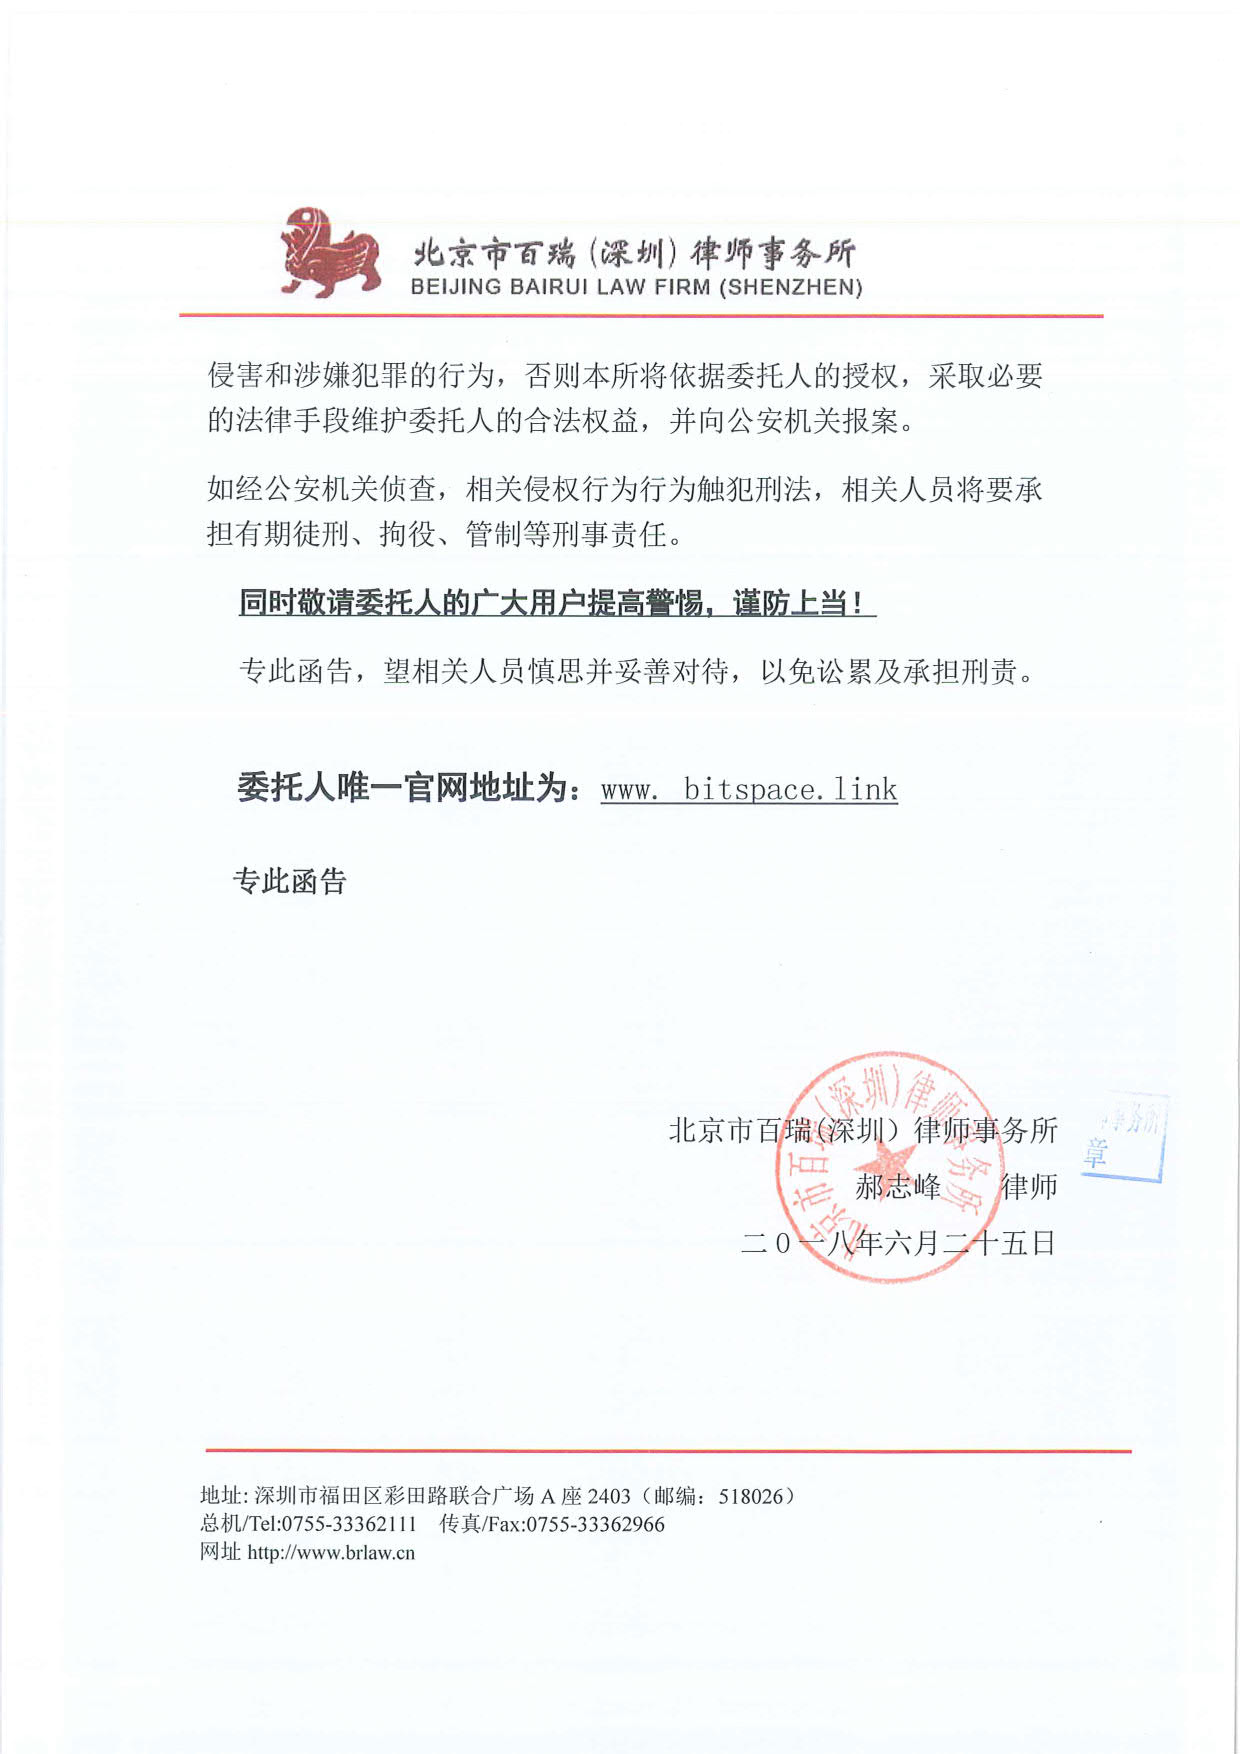 北京市百瑞(深圳)律师事务所
BEIJING BAIRUI LAW FIRM (SHENZHEN)
侵害和涉嫌犯罪的行为，否则本所将依据委托人的授权，采取必要
的法律手段维护委托人的合法权益，并向公安机关报案。
如经公安机关侦查，相关侵权行为行为触犯刑法，相关人员将要承
担有期徒刑、拘役、管制等刑事责任。
同时敬请委托人的广大用户提高警惕，谨防上当！
专此函告，望相关人员慎思并妥善对待，以免讼累及承担刑责。
委托人唯一官网地址为：www. bitspace.link
专此函告
北京市百瑞(深圳)律师事务所
北京市百瑞(深圳）律师事务所
事务所
章
郝志峰 律师
二0一八年六月二十五日
地址: 深圳市福田区彩田路联合广场 A 座 2403（邮编：518026）
总机/Tel:0755-33362111 传真/Fax:0755-33362966
网址 http://www.brlaw.cn